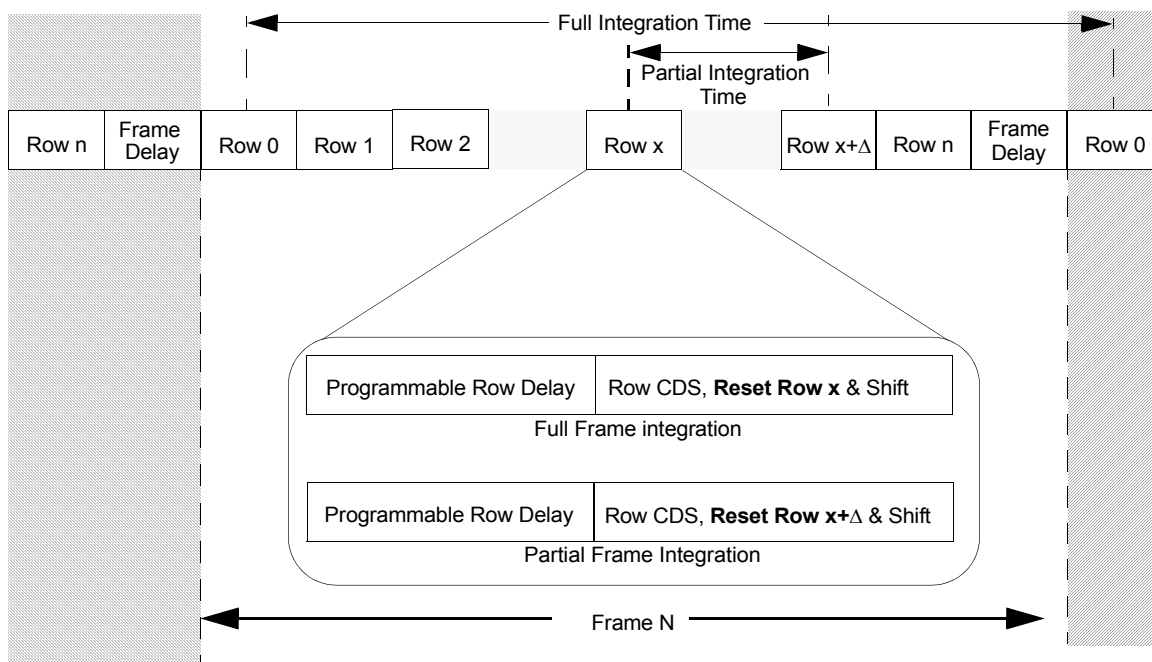 Full Integration Time
Partial Integration
Time
Row n
Frame
Delay
Row 0
Row 1
Row 2
Row x
Row x+Δ
Row n
Frame
Delay
Row 0
Programmable Row Delay
Row CDS, Reset Row x & Shift
Full Frame integration
Programmable Row Delay
Row CDS, Reset Row x+Δ & Shift
Partial Frame Integration
Frame N